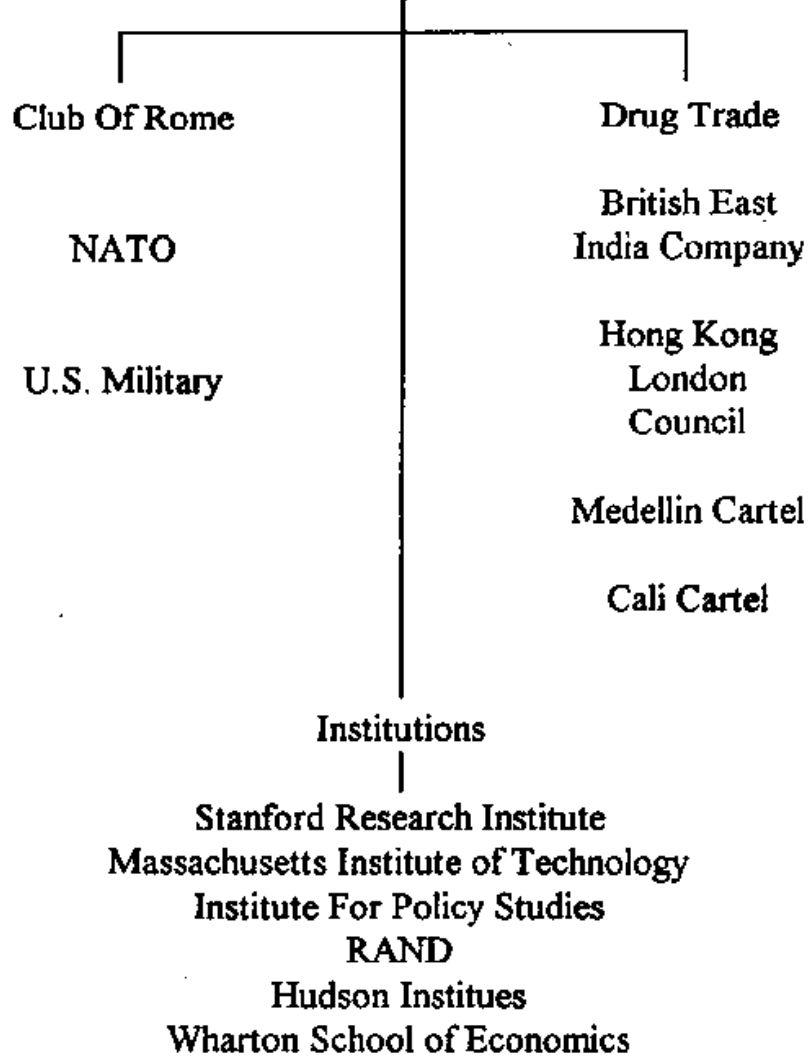 Club Of Rome
NATO
U.S. Military
Drug Trade
British East
India Company
Hong Kong
London
Council
Medellin Cartel
Cali Cartel
Institutions
Stanford Research Institute
Massachusetts Institute of Technology
Institute For Policy Studies
RAND
Hudson Institues
Wharton School of Economics